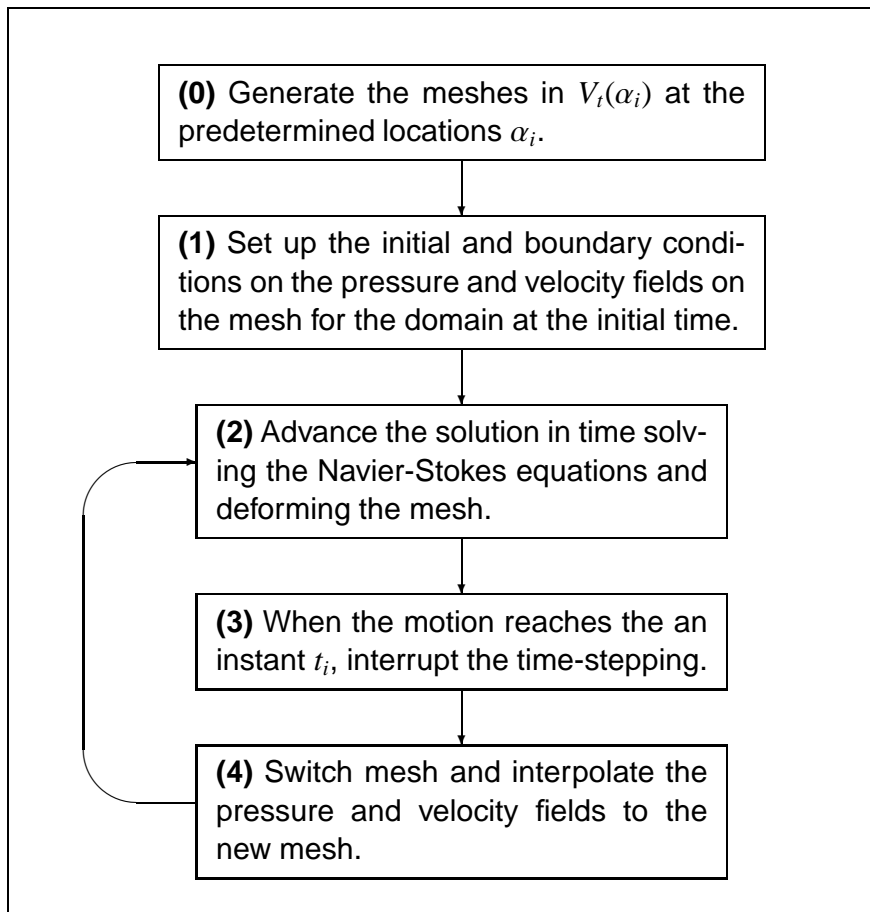 (0) Generate the meshes in Vₜ(αᵢ) at the
predetermined locations αᵢ.
(1) Set up the initial and boundary condi-
tions on the pressure and velocity fields on
the mesh for the domain at the initial time.
(2) Advance the solution in time solv-
ing the Navier-Stokes equations and
deforming the mesh.
(3) When the motion reaches the an
instant tᵢ, interrupt the time-stepping.
(4) Switch mesh and interpolate the
pressure and velocity fields to the
new mesh.